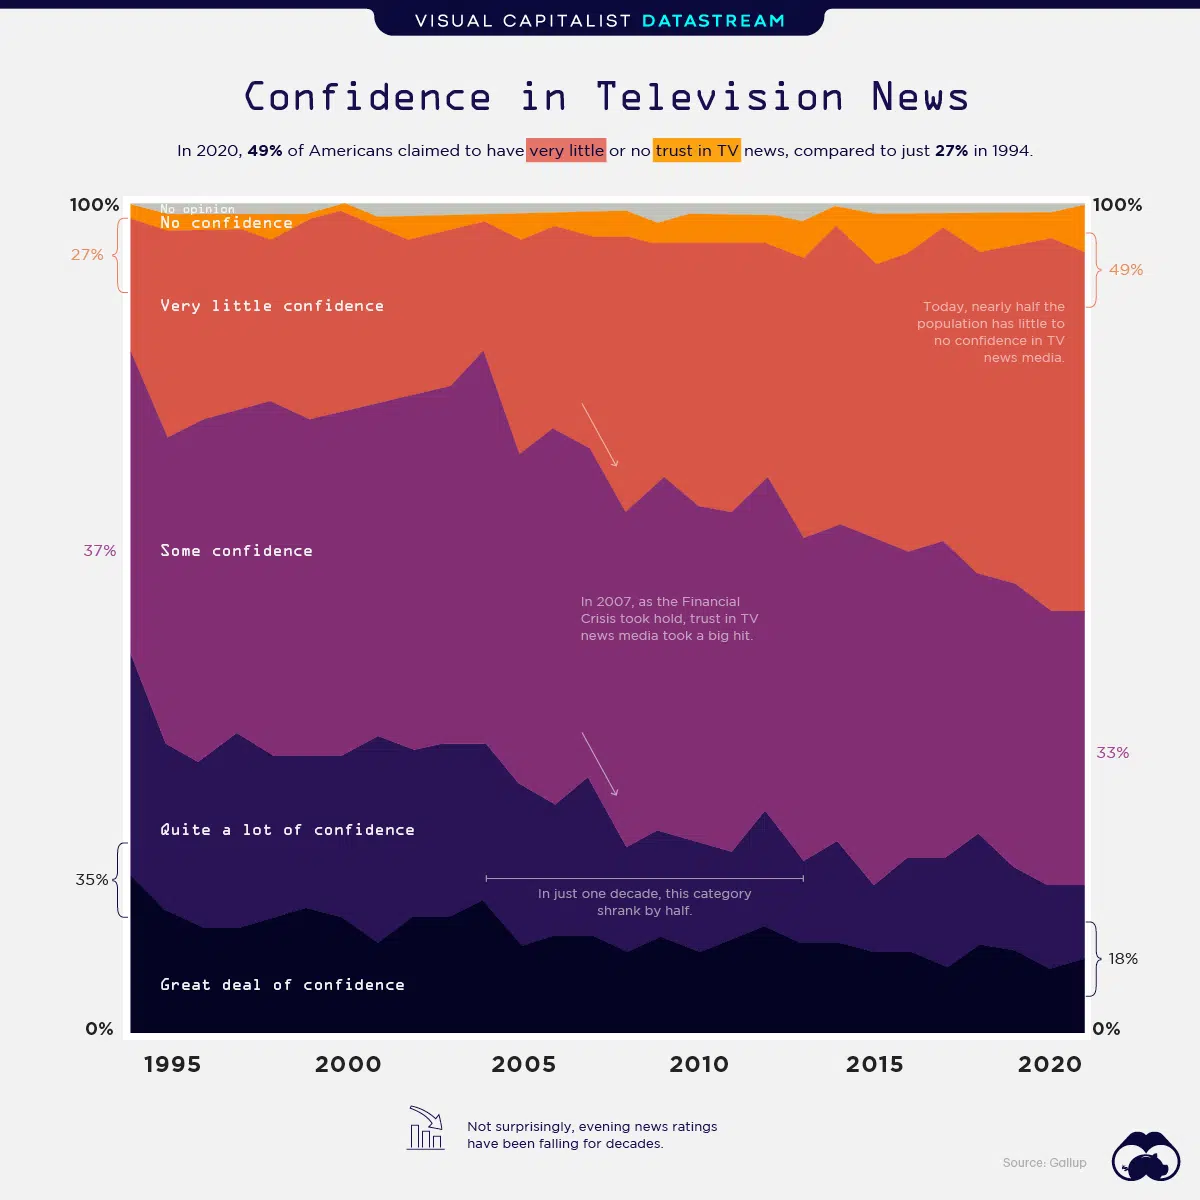 VISUAL CAPITALIST DATASTREAM
Confidence in Television News
In 2020, 49% of Americans claimed to have very little or no trust in TV news, compared to just 27% in 1994.
100%
No opinion
100%
No confidence
27%
49%
Very little confidence
Today, nearly half the
population has little to
no confidence in TV
news media.
37%
Some confidence
In 2007, as the Financial
Crisis took hold, trust in TV
news media took a big hit.
33%
Quite a lot of confidence
35%
In just one decade, this category
shrank by half.
18%
Great deal of confidence
0%
0%
1995
2000
2005
2010
2015
2020
Not surprisingly, evening news ratings
have been falling for decades.
Source: Gallup